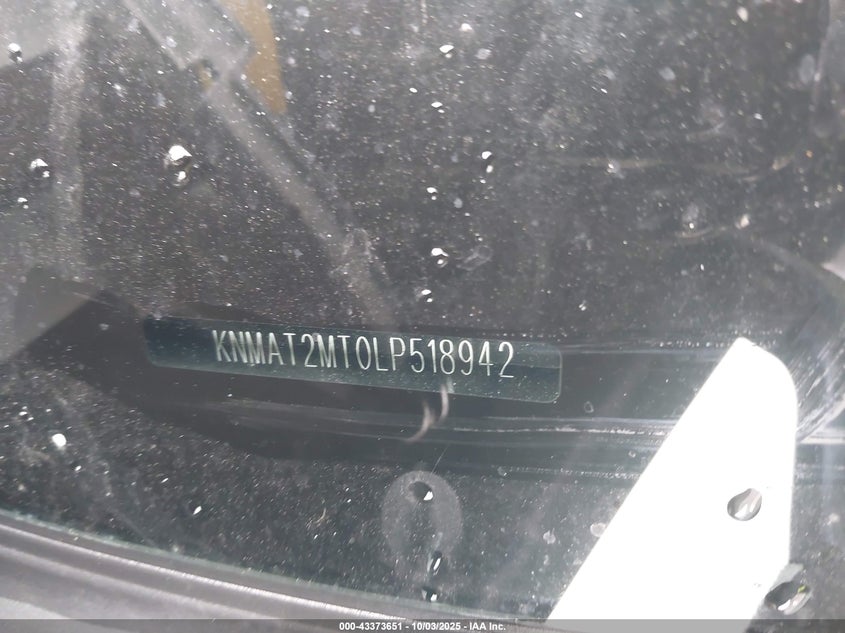 KNMAT2MT0LP518942
000-43373651 | 10/03/2025 - IAA Inc.